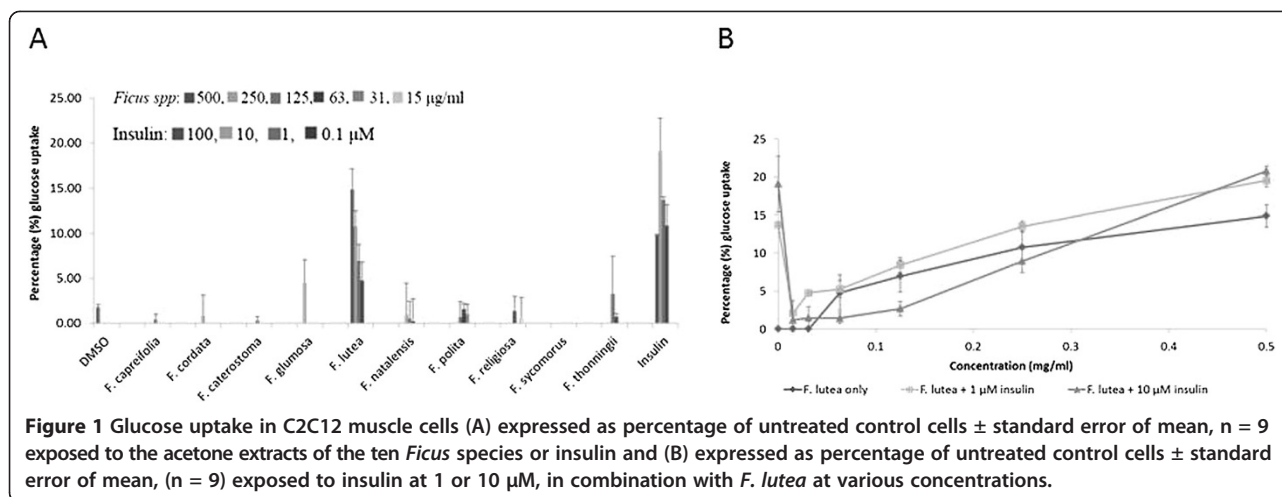 A
B
Ficus spp: 500, 250, 125, 63, 31, 15 µg/ml
Insulin: 100, 10, 1, 0.1 µM
Percentage (%) glucose uptake
25.00
20.00
15.00
10.00
5.00
0.00
DMSO
F. capreifolia
F. cordata
F. caterostoma
F. glumosa
F. lutea
F. natalensis
F. polita
F. religiosa
F. sycomorus
F. thonningii
Insulin
Percentage (%) glucose uptake
25
20
15
10
5
0
0 0.1 0.2 0.3 0.4 0.5
Concentration (mg/ml)
F. lutea only F. lutea + 1 µM insulin F. lutea + 10 µM insulin
Figure 1 Glucose uptake in C2C12 muscle cells (A) expressed as percentage of untreated control cells ± standard error of mean, n = 9
exposed to the acetone extracts of the ten Ficus species or insulin and (B) expressed as percentage of untreated control cells ± standard
error of mean, (n = 9) exposed to insulin at 1 or 10 µM, in combination with F. lutea at various concentrations.